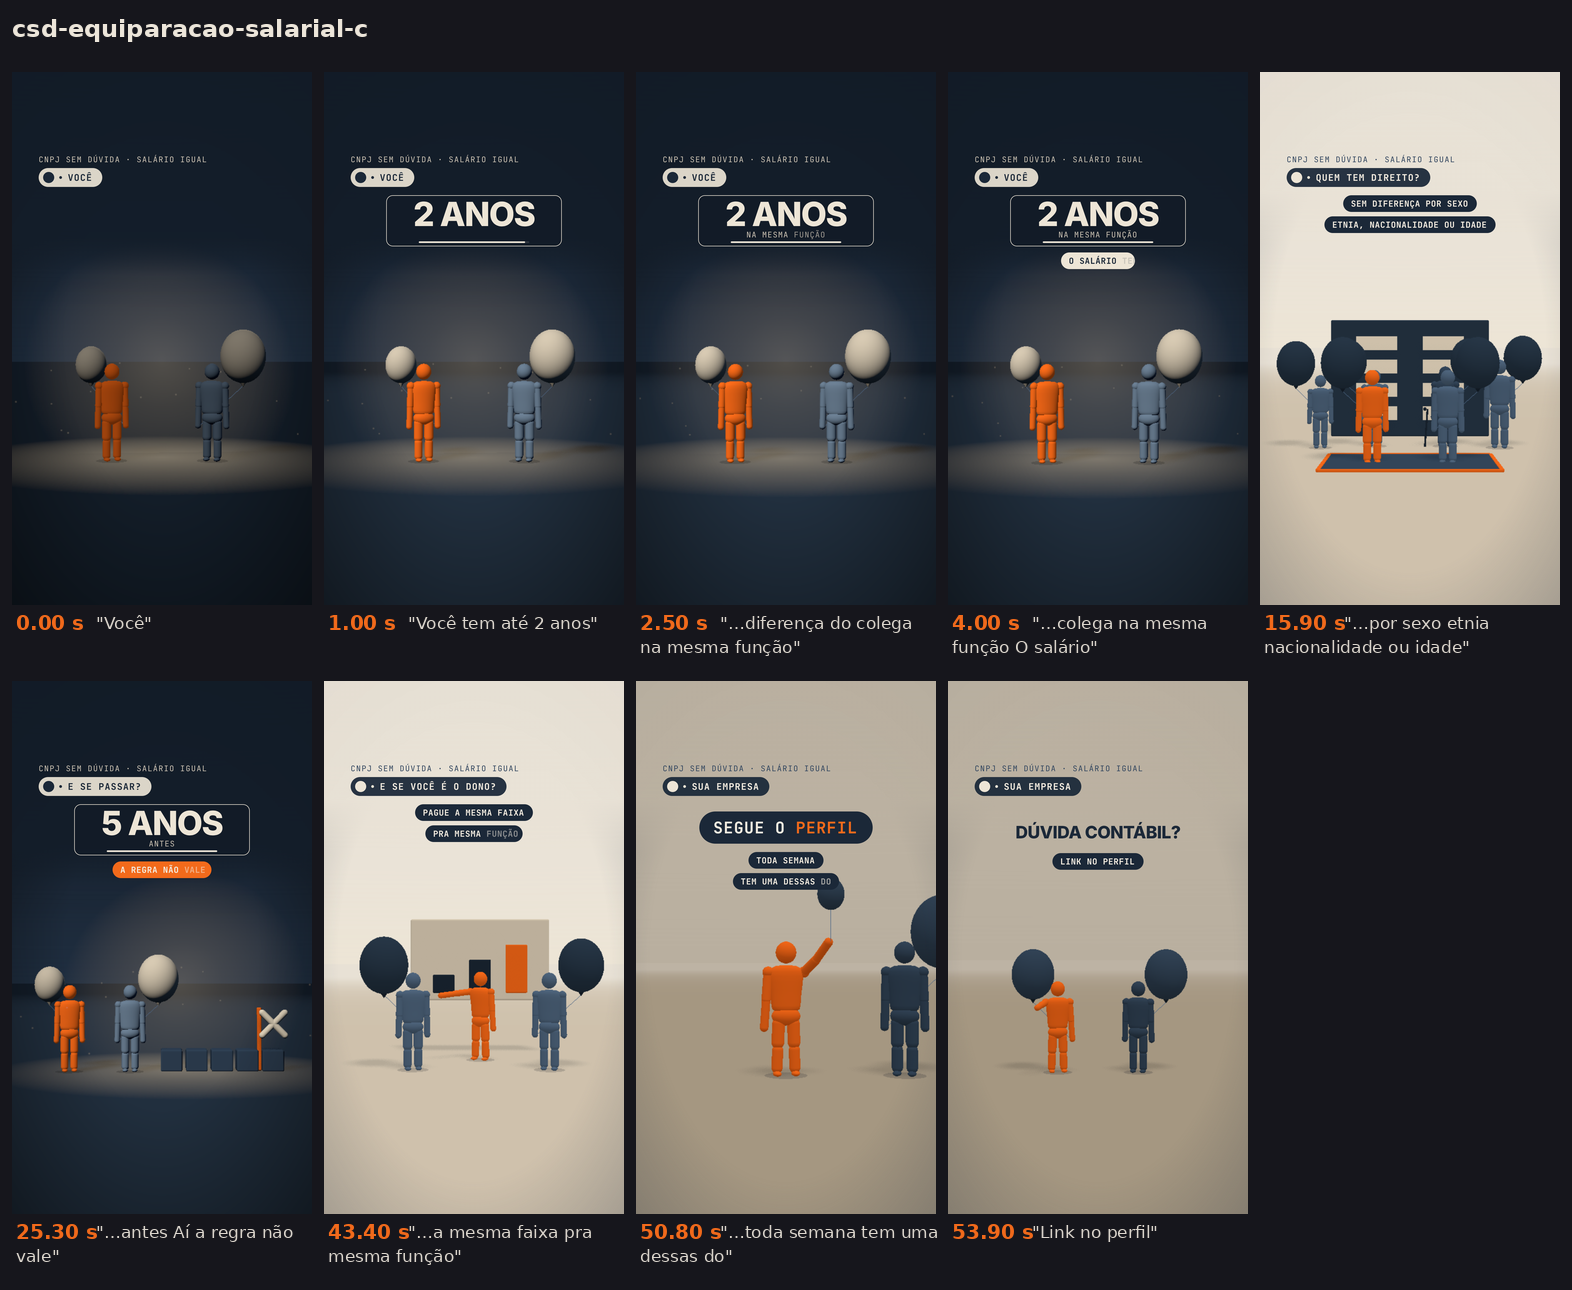 csd-equiparacao-salarial-c
CNPJ SEM DÚVIDA · SALÁRIO IGUAL
• VOCÊ
0.00 s "Você"
CNPJ SEM DÚVIDA · SALÁRIO IGUAL
• VOCÊ
2 ANOS
1.00 s "Você tem até 2 anos"
CNPJ SEM DÚVIDA · SALÁRIO IGUAL
• VOCÊ
2 ANOS
NA MESMA FUNÇÃO
2.50 s "...diferença do colega
na mesma função"
CNPJ SEM DÚVIDA · SALÁRIO IGUAL
• VOCÊ
2 ANOS
NA MESMA FUNÇÃO
O SALÁRIO TE
4.00 s "...colega na mesma
função O salário"
CNPJ SEM DÚVIDA · SALÁRIO IGUAL
• QUEM TEM DIREITO?
SEM DIFERENÇA POR SEXO
ETNIA, NACIONALIDADE OU IDADE
15.90 s "...por sexo etnia
nacionalidade ou idade"
CNPJ SEM DÚVIDA · SALÁRIO IGUAL
• E SE PASSAR?
5 ANOS
ANTES
A REGRA NÃO VALE
25.30 s "...antes Aí a regra não
vale"
CNPJ SEM DÚVIDA · SALÁRIO IGUAL
• E SE VOCÊ É O DONO?
PAGUE A MESMA FAIXA
PRA MESMA FUNÇÃO
43.40 s "...a mesma faixa pra
mesma função"
CNPJ SEM DÚVIDA · SALÁRIO IGUAL
• SUA EMPRESA
SEGUE O PERFIL
TODA SEMANA
TEM UMA DESSAS DO
50.80 s "...toda semana tem uma
dessas do"
CNPJ SEM DÚVIDA · SALÁRIO IGUAL
• SUA EMPRESA
DÚVIDA CONTÁBIL?
LINK NO PERFIL
53.90 s "Link no perfil"